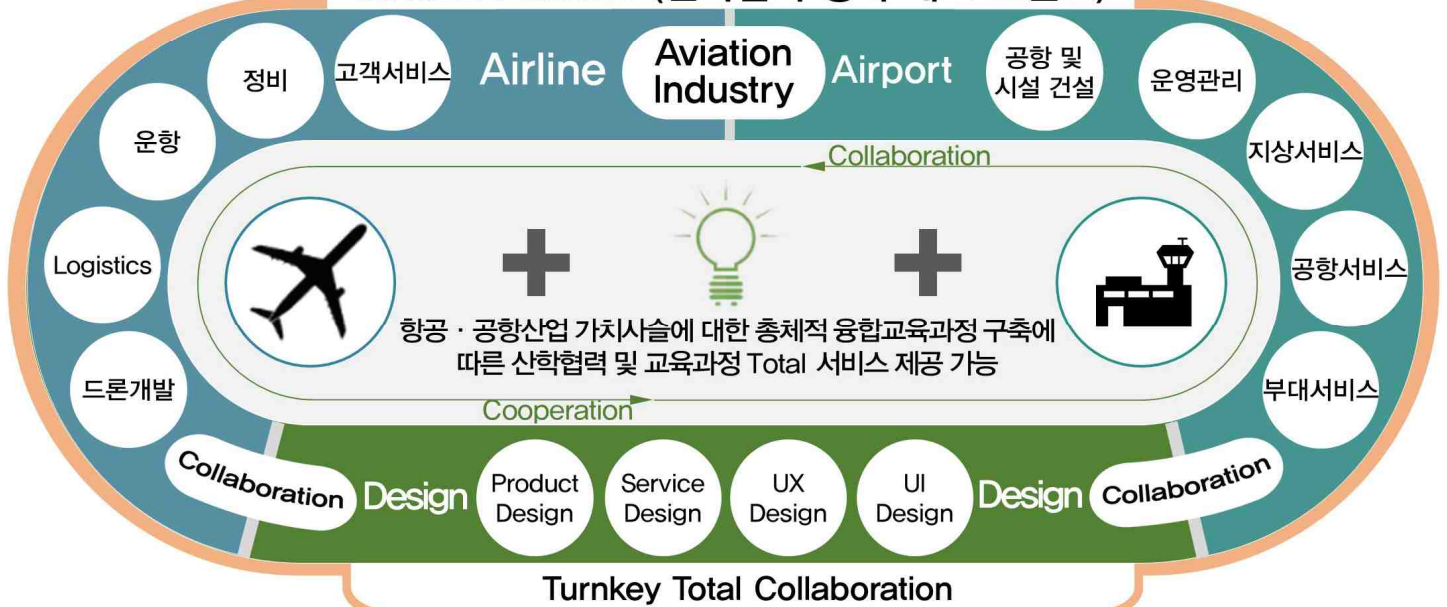 Airline
Aviation
Industry
Airport
고객서비스
정비
운항
Logistics
드론개발
공항 및
시설 건설
운영관리
지상서비스
공항서비스
부대서비스
Collaboration
항공 · 공항산업 가치사슬에 대한 총체적 융합교육과정 구축에
따른 산학협력 및 교육과정 Total 서비스 제공 가능
Cooperation
Collaboration
Design
Product
Design
Service
Design
UX
Design
UI
Design
Design
Collaboration
Turnkey Total Collaboration